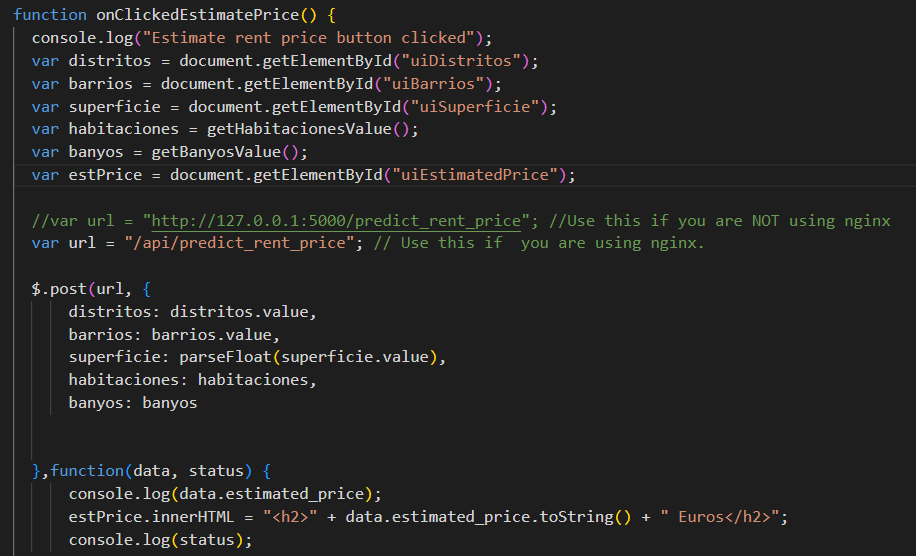 function onClickedEstimatePrice() {
console.log("Estimate rent price button clicked");
var distritos = document.getElementById("uiDistritos");
var barrios = document.getElementById("uiBarrios");
var superficie = document.getElementById("uiSuperficie");
var habitaciones = getHabitacionesValue();
var banyos = getBanyosValue();
var estPrice = document.getElementById("uiEstimatedPrice");
//var url = "http://127.0.0.1:5000/predict_rent_price"; //Use this if you are NOT using nginx
var url = "/api/predict_rent_price"; // Use this if  you are using nginx.
$.post(url, {
distritos: distritos.value,
barrios: barrios.value,
superficie: parseFloat(superficie.value),
habitaciones: habitaciones,
banyos: banyos
},function(data, status) {
console.log(data.estimated_price);
estPrice.innerHTML = "<h2>" + data.estimated_price.toString() + " Euros</h2>";
console.log(status);